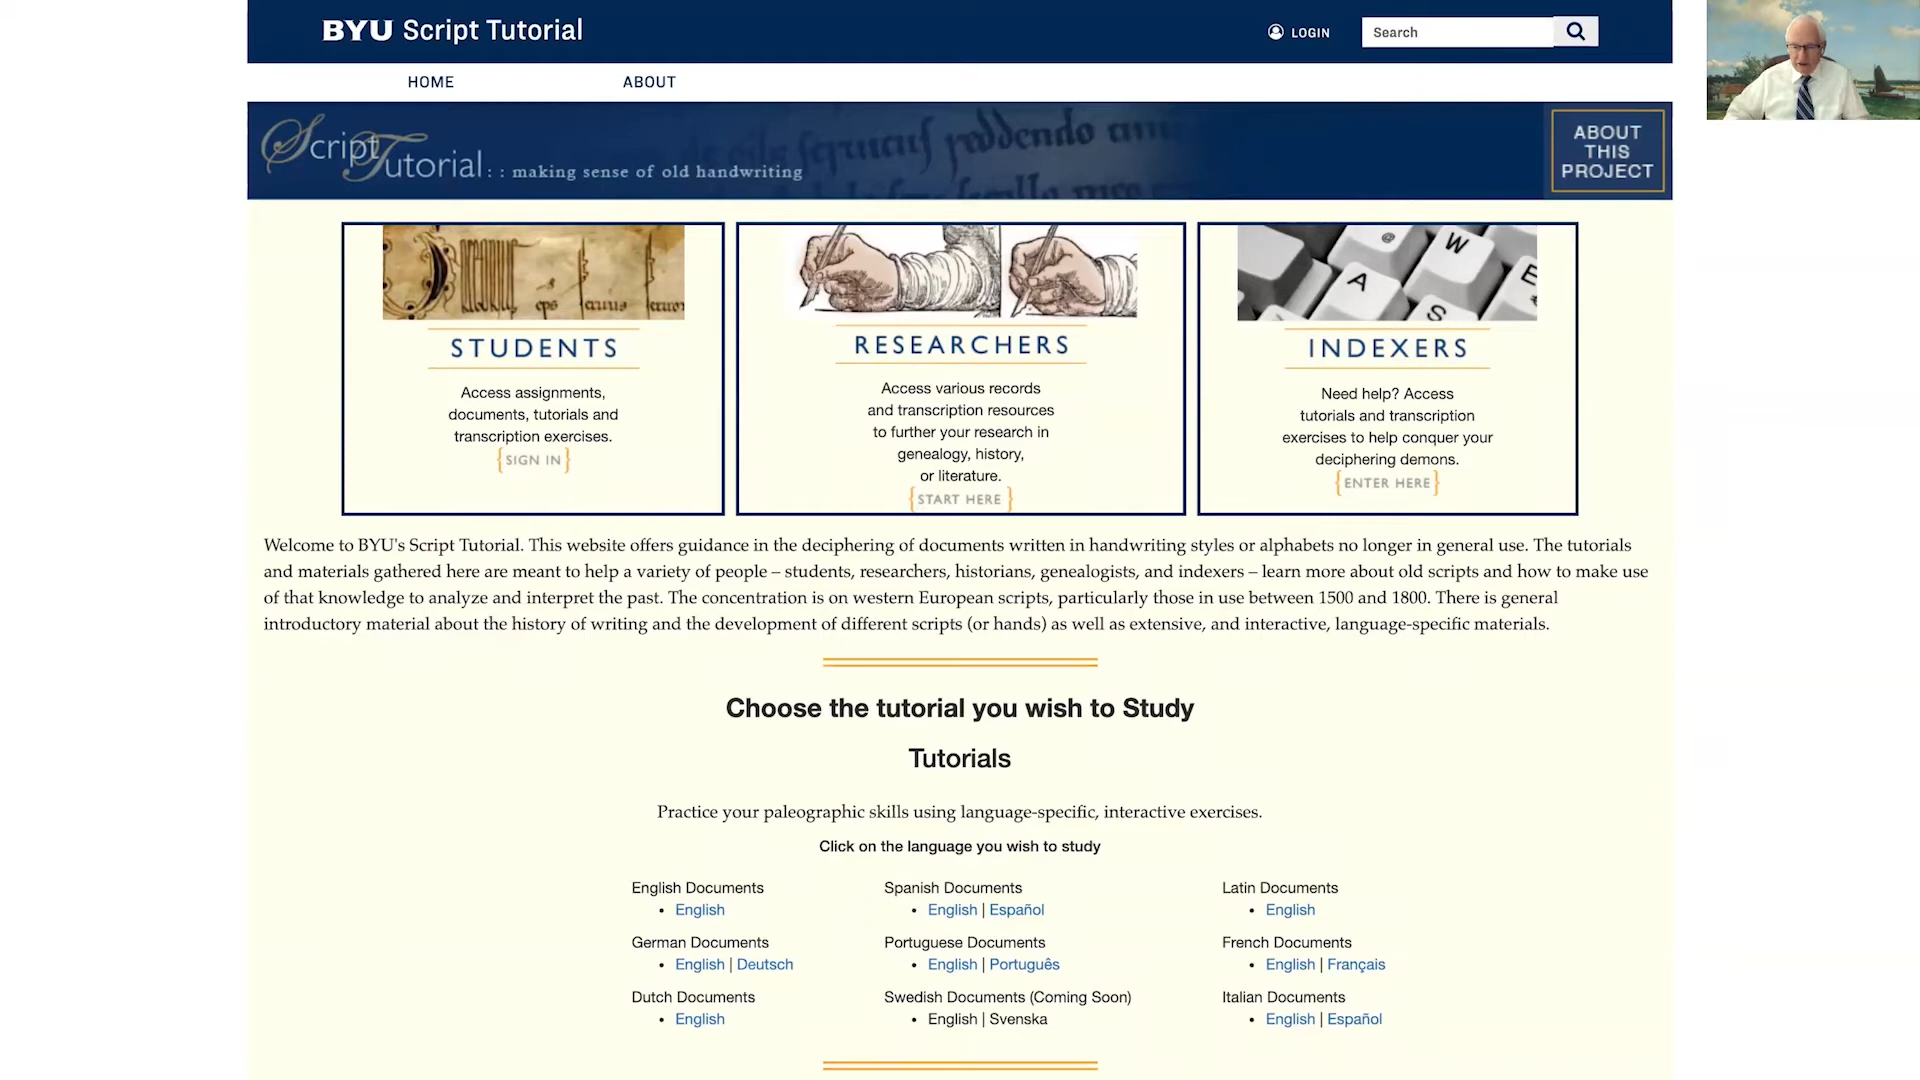 BYU Script Tutorial
LOGIN
Search
HOME
ABOUT
Script Tutorial : : making sense of old handwriting
reddendo
ABOUT
THIS
PROJECT
STUDENTS
Access assignments,
documents, tutorials and
transcription exercises.
{SIGN IN}
RESEARCHERS
Access various records
and transcription resources
to further your research in
genealogy, history,
or literature.
{START HERE}
@
W
E
A
S
INDEXERS
Need help? Access
tutorials and transcription
exercises to help conquer your
deciphering demons.
{ENTER HERE}
Welcome to BYU's Script Tutorial. This website offers guidance in the deciphering of documents written in handwriting styles or alphabets no longer in general use. The tutorials
and materials gathered here are meant to help a variety of people – students, researchers, historians, genealogists, and indexers – learn more about old scripts and how to make use
of that knowledge to analyze and interpret the past. The concentration is on western European scripts, particularly those in use between 1500 and 1800. There is general
introductory material about the history of writing and the development of different scripts (or hands) as well as extensive, and interactive, language-specific materials.
Choose the tutorial you wish to Study
Tutorials
Practice your paleographic skills using language-specific, interactive exercises.
Click on the language you wish to study
English Documents
• English
German Documents
• English | Deutsch
Dutch Documents
• English
Spanish Documents
• English | Español
Portuguese Documents
• English | Português
Swedish Documents (Coming Soon)
• English | Svenska
Latin Documents
• English
French Documents
• English | Français
Italian Documents
• English | Español